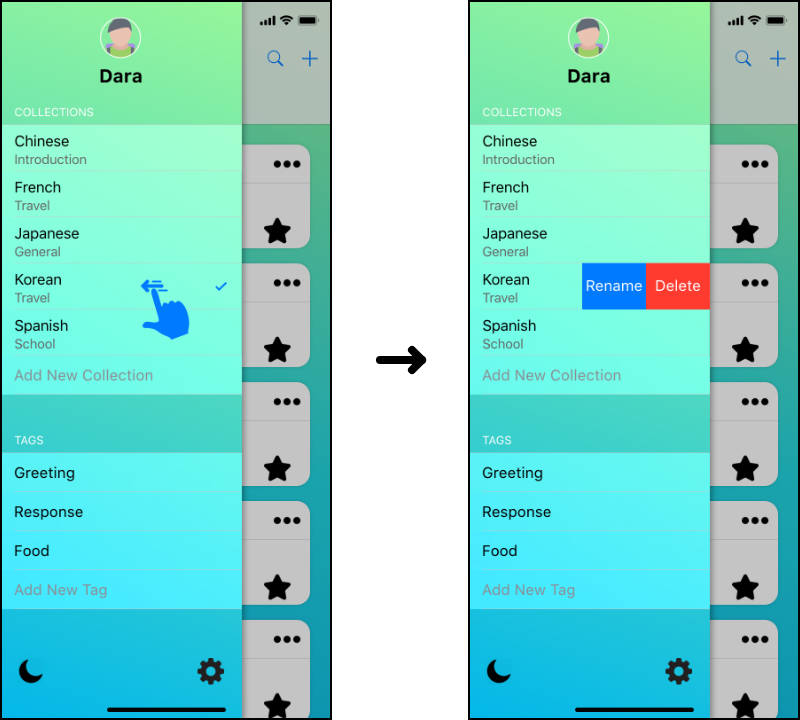 Dara
COLLECTIONS
Chinese
Introduction
French
Travel
Japanese
General
Korean
Travel
Spanish
School
Add New Collection
TAGS
Greeting
Response
Food
Add New Tag
Dara
COLLECTIONS
Chinese
Introduction
French
Travel
Japanese
General
Korean
Travel
Rename Delete
Spanish
School
Add New Collection
TAGS
Greeting
Response
Food
Add New Tag